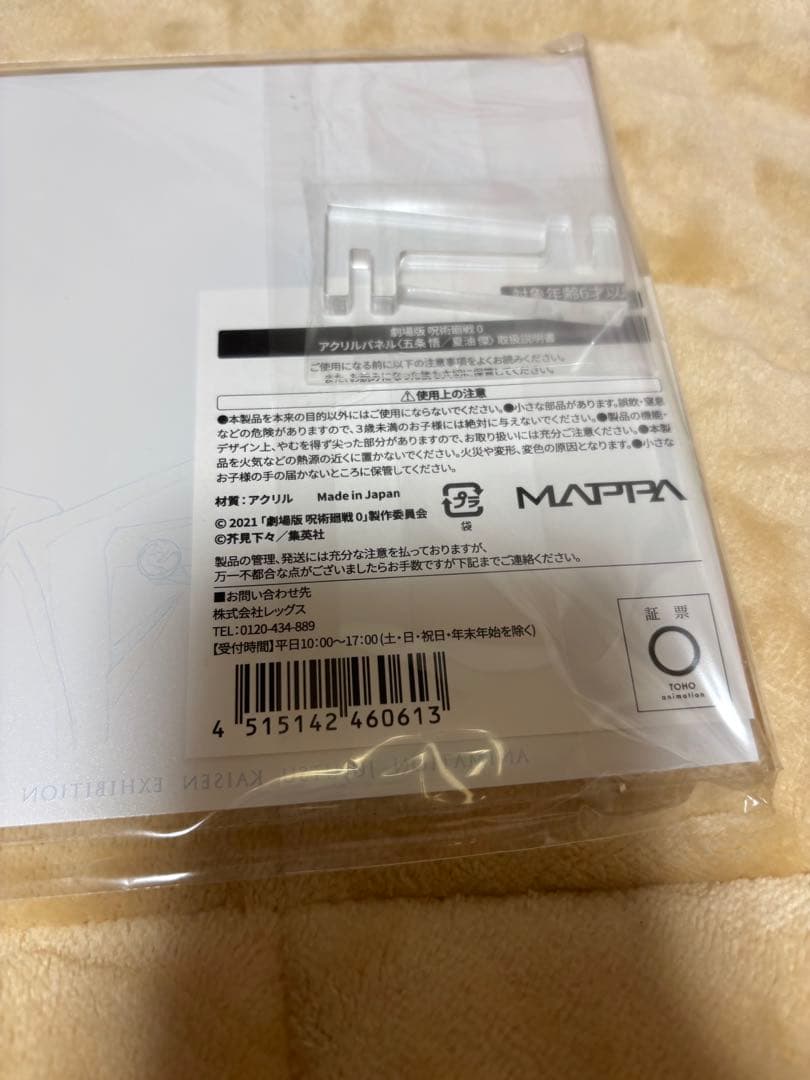 対象年齢6才以
劇場版 呪術廻戦 0
アクリルパネル(五条 悟／夏油 傑) 取扱説明書
ご使用になる前に以下の注意事項をよくお読みください。
また、お読みになった後も大切に保管してください。
⚠使用上の注意
●本製品を本来の目的以外にはご使用にならないでください。●小さな部品があります。誤飲・窒息
などの危険がありますので、3歳未満のお子様には絶対に与えないでください。●製品の機能・
デザイン上、やむを得ず尖った部分がありますので、お取り扱いには充分ご注意ください。●本製
品を火気などの熱源の近くに置かないでください。火災や変形、変色の原因となります。●小さな
お子様の手の届かないところに保管してください。
材質：アクリル Made in Japan
プラ
袋
MAPPA
© 2021 「劇場版 呪術廻戦 0」製作委員会
©芥見下々／集英社
製品の管理、発送には充分な注意を払っておりますが、
万一不都合な点がございましたらお手数ですが下記までご連絡ください。
■お問い合わせ先
株式会社レッグス
TEL：0120-434-889
【受付時間】平日10:00～17:00 (土・日・祝日・年末年始を除く)
証 票
TOHO
animation
4 515142 460613
ANIMATION JUJUTSU KAISEN EXHIBITION